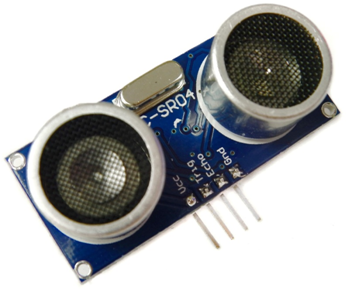 C-SR04
Vcc
Trig
Echo
Gnd